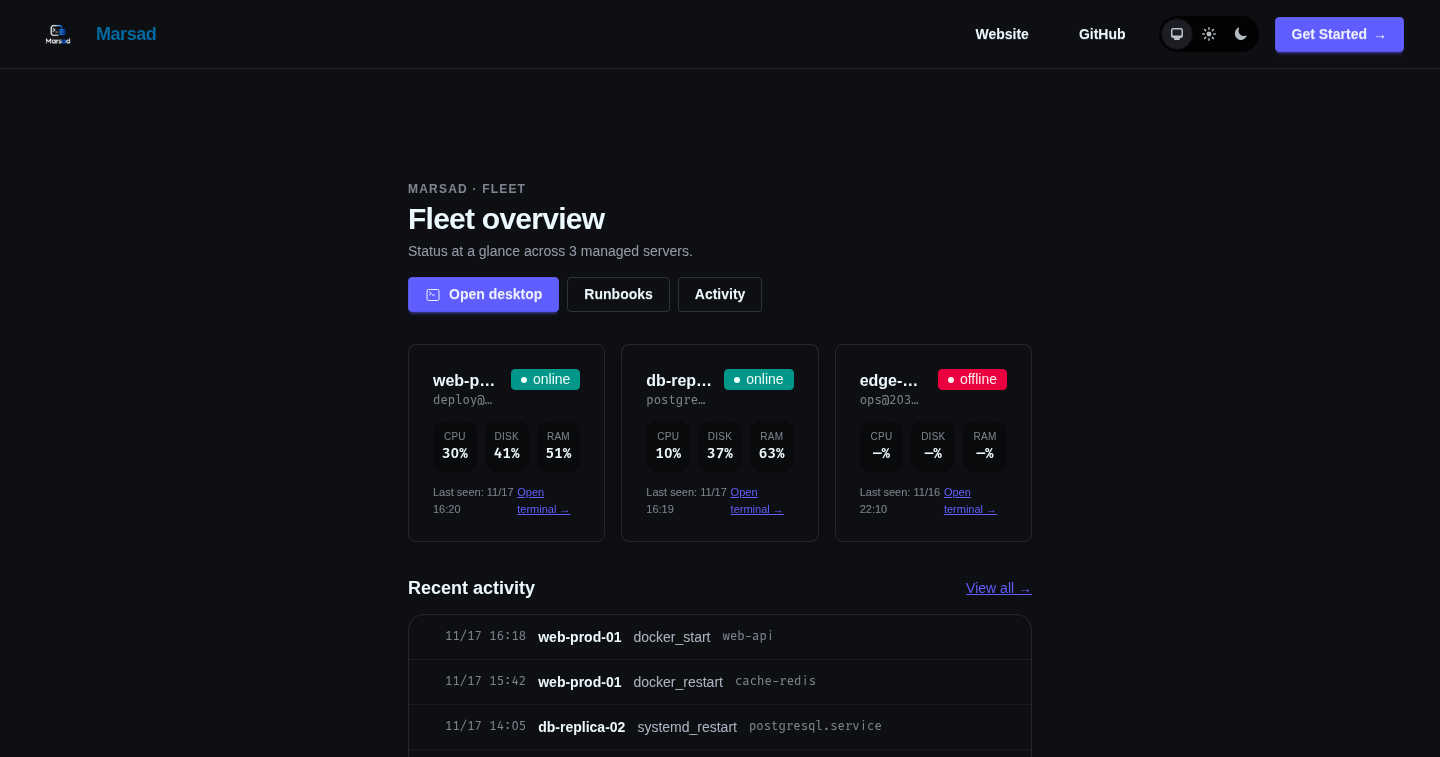 Marsad
Marsad
Website
GitHub
Get Started →
MARSAD · FLEET
Fleet overview
Status at a glance across 3 managed servers.
Open desktop
Runbooks
Activity
web-p…
online
deploy@…
CPU
30%
DISK
41%
RAM
51%
Last seen: 11/17
16:20
Open
terminal →
db-rep…
online
postgre…
CPU
10%
DISK
37%
RAM
63%
Last seen: 11/17
16:19
Open
terminal →
edge-…
offline
ops@203…
CPU
—%
DISK
—%
RAM
—%
Last seen: 11/16
22:10
Open
terminal →
Recent activity
View all →
11/17 16:18 web-prod-01 docker_start web-api
11/17 15:42 web-prod-01 docker_restart cache-redis
11/17 14:05 db-replica-02 systemd_restart postgresql.service